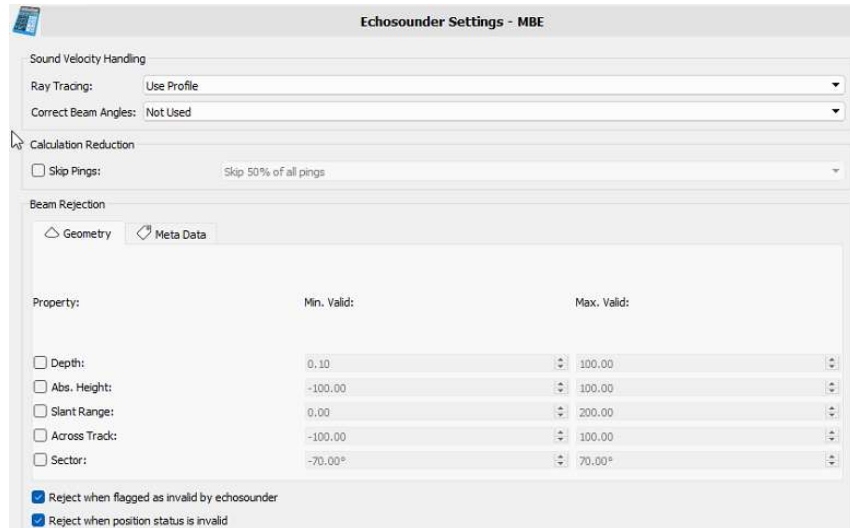 Echosounder Settings - MBE
Sound Velocity Handling
Ray Tracing: Use Profile
Correct Beam Angles: Not Used
Calculation Reduction
Skip Pings: Skip 50% of all pings
Beam Rejection
Geometry Meta Data
Property: Min. Valid: Max. Valid:
Depth: 0.10 100.00
Abs. Height: -100.00 100.00
Slant Range: 0.00 200.00
Across Track: -100.00 100.00
Sector: -70.00° 70.00°
Reject when flagged as invalid by echosounder
Reject when position status is invalid